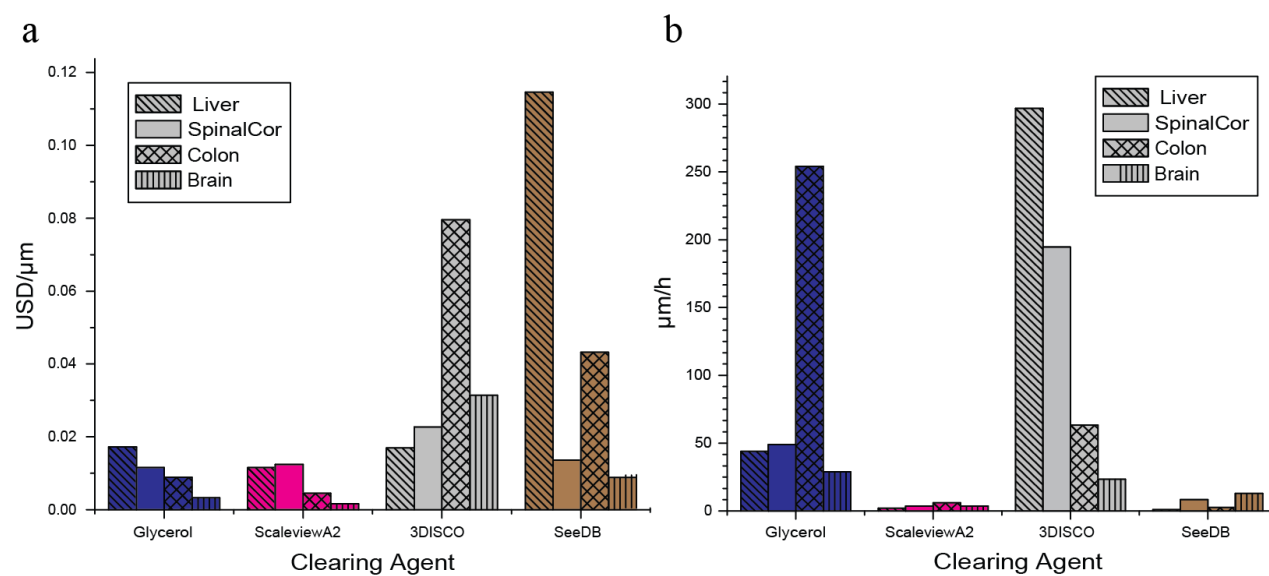 a
0.12
0.10
0.08
0.06
0.04
0.02
0.00
USD/µm
Liver
SpinalCor
Colon
Brain
Glycerol
ScaleviewA2
3DISCO
SeeDB
Clearing Agent
b
300
250
200
150
100
50
0
µm/h
Liver
SpinalCor
Colon
Brain
Glycerol
ScaleviewA2
3DISCO
SeeDB
Clearing Agent